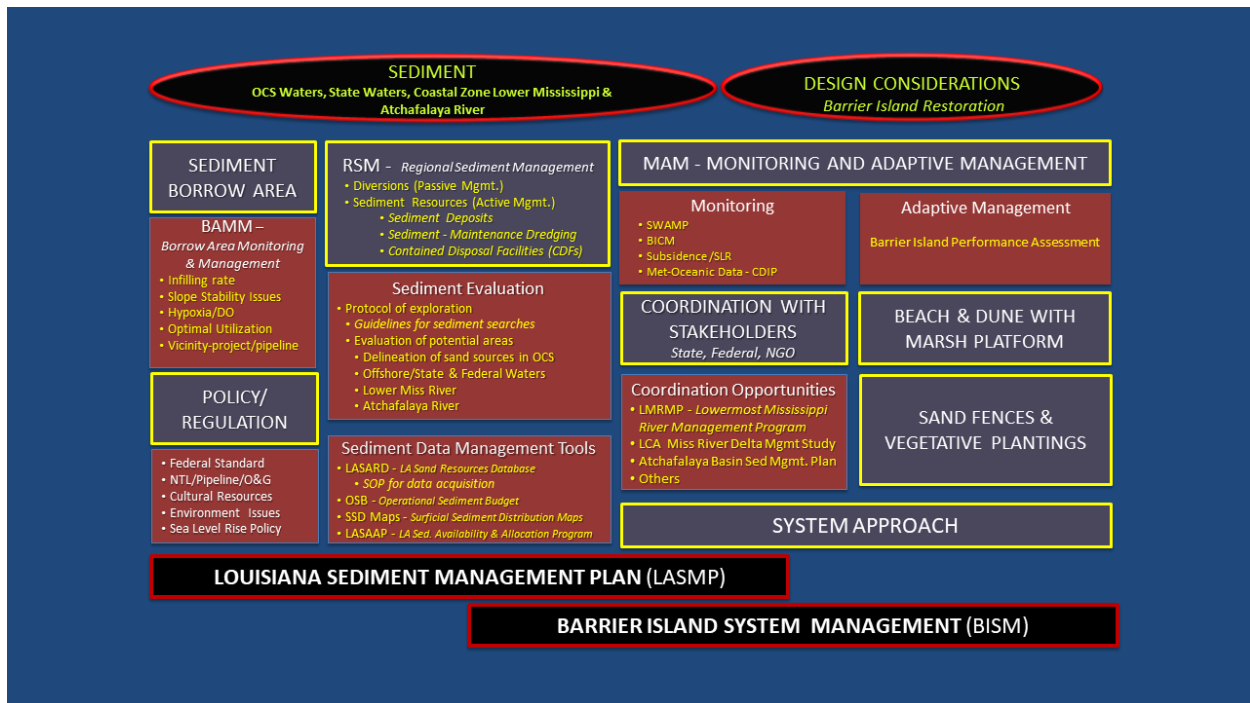 SEDIMENT
OCS Waters, State Waters, Coastal Zone Lower Mississippi &
Atchafalaya River
DESIGN CONSIDERATIONS
Barrier Island Restoration
SEDIMENT
BORROW AREA
BAMM –
Borrow Area Monitoring
& Management
• Infilling rate
• Slope Stability Issues
• Hypoxia/DO
• Optimal Utilization
• Vicinity-project/pipeline
POLICY/
REGULATION
• Federal Standard
• NTL/Pipeline/O&G
• Cultural Resources
• Environment Issues
• Sea Level Rise Policy
RSM - Regional Sediment Management
• Diversions (Passive Mgmt.)
• Sediment Resources (Active Mgmt.)
• Sediment Deposits
• Sediment - Maintenance Dredging
• Contained Disposal Facilities (CDFs)
Sediment Evaluation
• Protocol of exploration
• Guidelines for sediment searches
• Evaluation of potential areas
• Delineation of sand sources in OCS
• Offshore/State & Federal Waters
• Lower Miss River
• Atchafalaya River
Sediment Data Management Tools
• LASARD - LA Sand Resources Database
• SOP for data acquisition
• OSB - Operational Sediment Budget
• SSD Maps - Surficial Sediment Distribution Maps
• LASAAP - LA Sed. Availability & Allocation Program
MAM - MONITORING AND ADAPTIVE MANAGEMENT
Monitoring
• SWAMP
• BICM
• Subsidence /SLR
• Met-Oceanic Data - CDIP
Adaptive Management
Barrier Island Performance Assessment
COORDINATION WITH
STAKEHOLDERS
State, Federal, NGO
BEACH & DUNE WITH
MARSH PLATFORM
Coordination Opportunities
• LMRMP - Lowermost Mississippi
River Management Program
• LCA Miss River Delta Mgmt Study
• Atchafalaya Basin Sed Mgmt. Plan
• Others
SAND FENCES &
VEGETATIVE PLANTINGS
SYSTEM APPROACH
LOUISIANA SEDIMENT MANAGEMENT PLAN (LASMP)
BARRIER ISLAND SYSTEM MANAGEMENT (BISM)